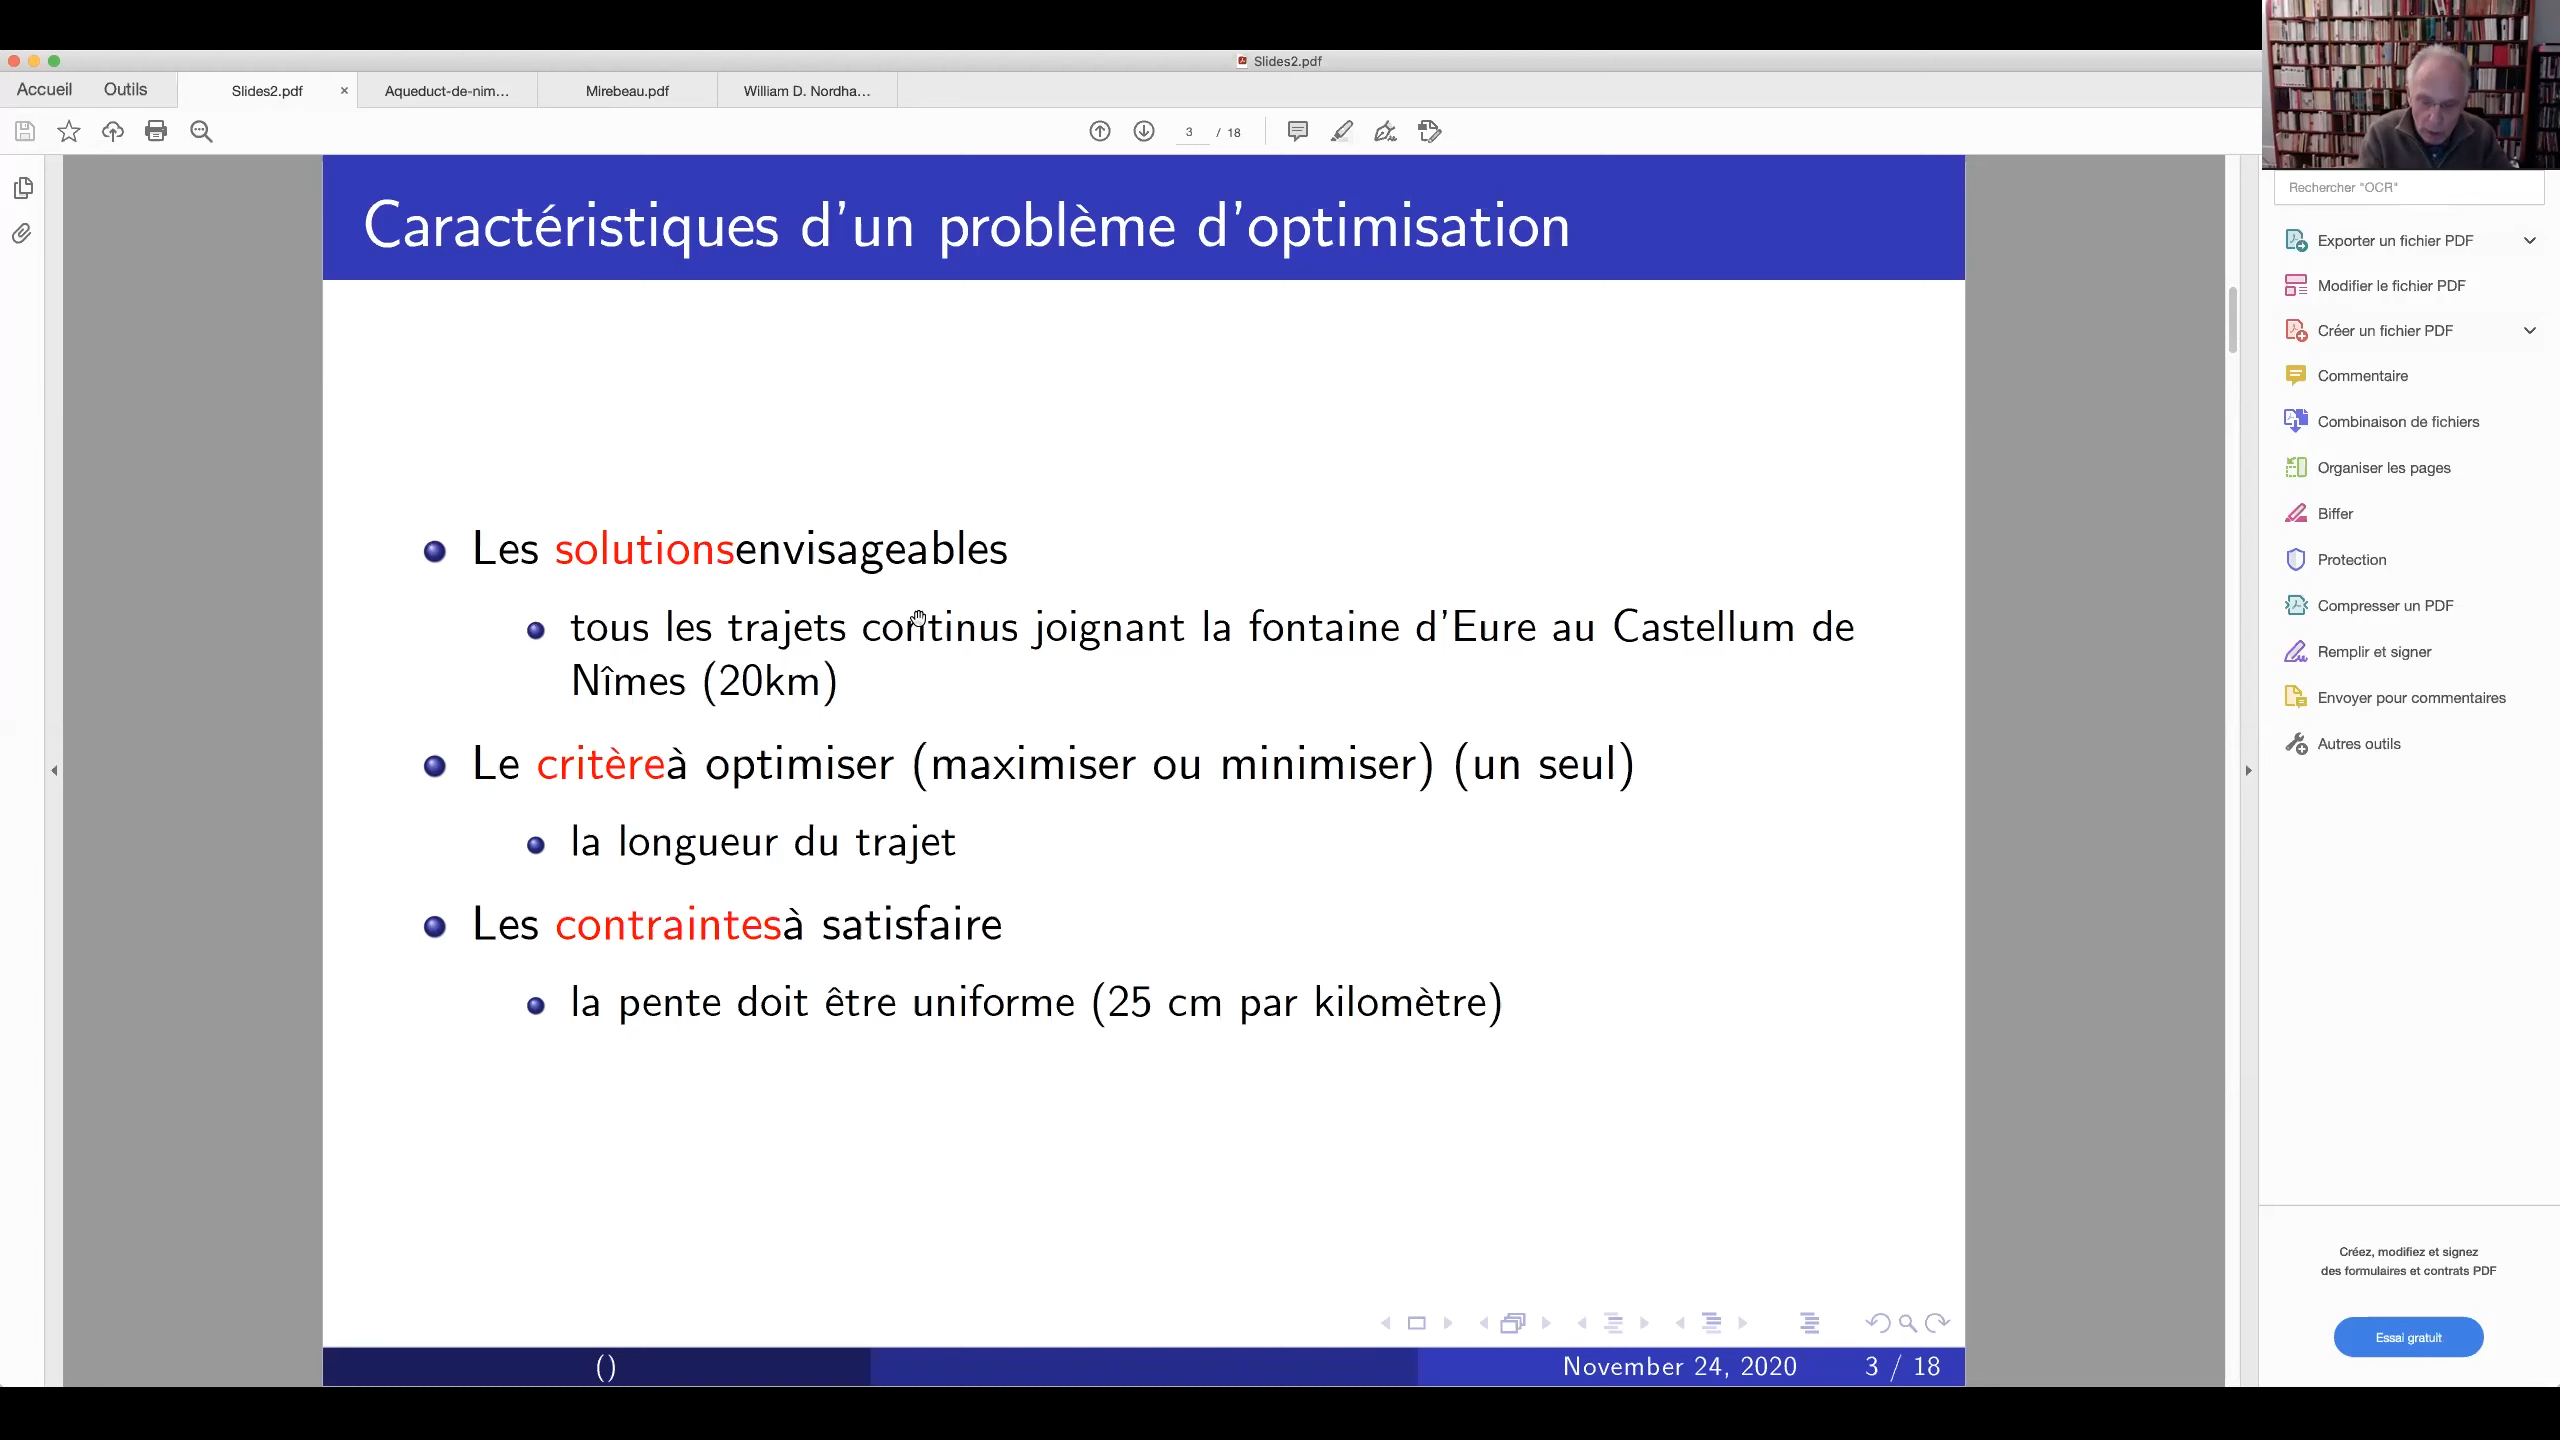 Slides2.pdf
Accueil
Outils
Slides2.pdf ×
Aqueduct-de-nim...
Mirebeau.pdf
William D. Nordha...
3 / 18
Rechercher "OCR"
Caractéristiques d'un problème d'optimisation
Les solutionsenvisageables
tous les trajets continus joignant la fontaine d'Eure au Castellum de
Nîmes (20km)
Le critèreà optimiser (maximiser ou minimiser) (un seul)
la longueur du trajet
Les contraintesà satisfaire
la pente doit être uniforme (25 cm par kilomètre)
()
November 24, 2020
3 / 18
Exporter un fichier PDF
Modifier le fichier PDF
Créer un fichier PDF
Commentaire
Combinaison de fichiers
Organiser les pages
Biffer
Protection
Compresser un PDF
Remplir et signer
Envoyer pour commentaires
Autres outils
Créez, modifiez et signez
des formulaires et contrats PDF
Essai gratuit